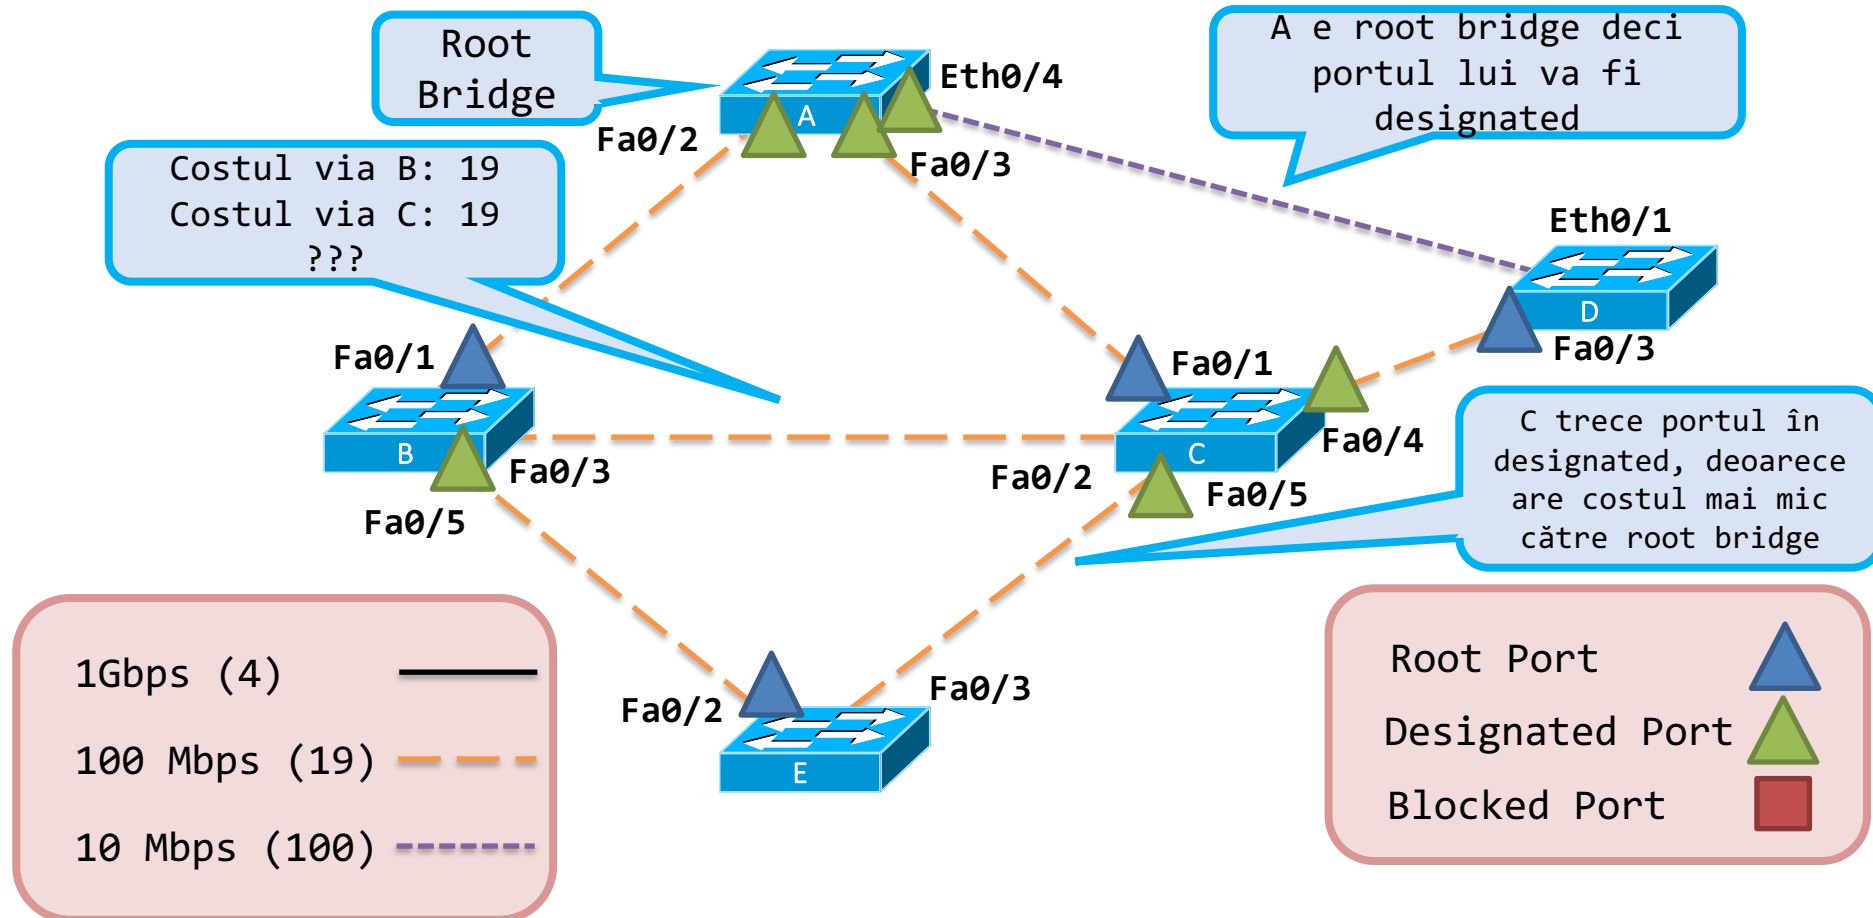 Root
Bridge
A e root bridge deci
portul lui va fi
designated
Eth0/4
A
Fa0/2
Fa0/3
Costul via B: 19
Costul via C: 19
???
Eth0/1
D
Fa0/3
Fa0/1
Fa0/1
B
Fa0/3
Fa0/5
C
Fa0/2
Fa0/4
Fa0/5
C trece portul în
designated, deoarece
are costul mai mic
către root bridge
Fa0/2
Fa0/3
E
1Gbps (4)
100 Mbps (19)
10 Mbps (100)
Root Port
Designated Port
Blocked Port